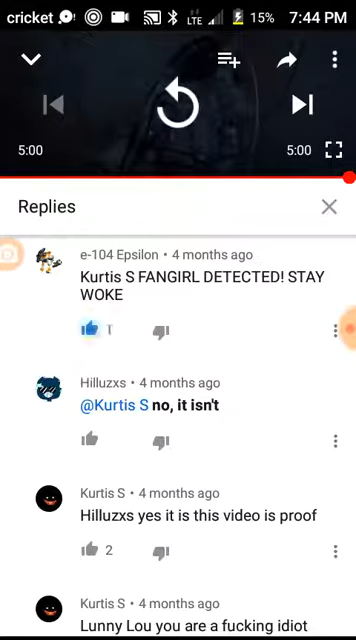 cricket LTE 15% 7:44 PM
5:00 5:00
Replies
e-104 Epsilon • 4 months ago
Kurtis S FANGIRL DETECTED! STAY
WOKE
Hilluzxs • 4 months ago
@Kurtis S no, it isn't
Kurtis S • 4 months ago
Hilluzxs yes it is this video is proof
2
Kurtis S • 4 months ago
Lunny Lou you are a fucking idiot